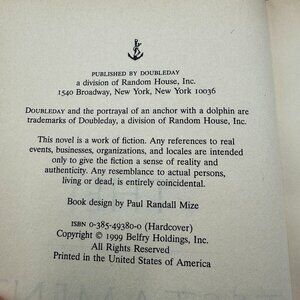 PUBLISHED BY DOUBLEDAY
a division of Random House, Inc.
1540 Broadway, New York, New York 10036
DOUBLEDAY and the portrayal of an anchor with a dolphin are
trademarks of Doubleday, a division of Random House, Inc.
This novel is a work of fiction. Any references to real
events, businesses, organizations, and locales are intended
only to give the fiction a sense of reality and
authenticity. Any resemblance to actual persons,
living or dead, is entirely coincidental.
Book design by Paul Randall Mize
ISBN 0-385-49380-0 (Hardcover)
Copyright © 1999 Belfry Holdings, Inc.
All Rights Reserved
Printed in the United States of America